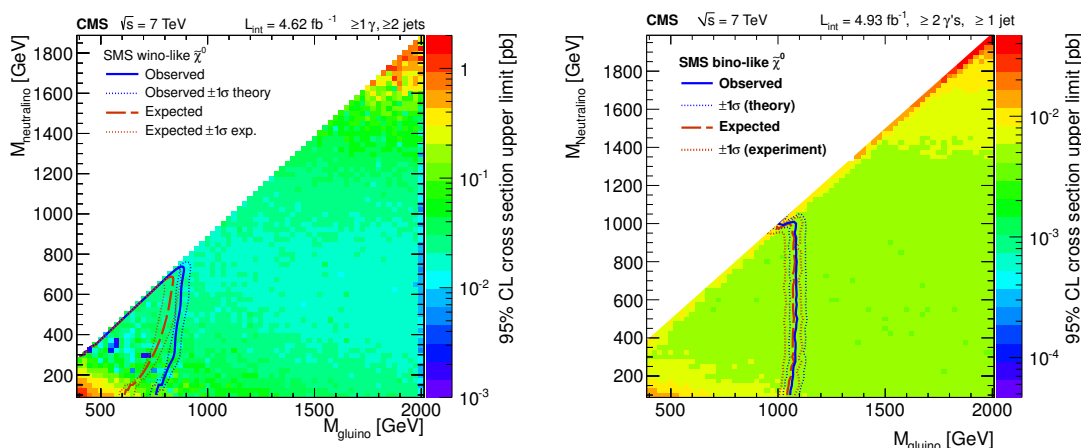 CMS √s = 7 TeV L_int = 4.62 fb⁻¹ ≥1γ, ≥2 jets
SMS wino-like χ̃⁰
Observed
Observed ±1σ theory
Expected
Expected ±1σ exp.
M_neutralino [GeV]
1800
1600
1400
1200
1000
800
600
400
200
500 1000 1500 2000
M_gluino [GeV]
1
10⁻¹
10⁻²
10⁻³
95% CL cross section upper limit [pb]
CMS √s = 7 TeV L_int = 4.93 fb⁻¹, ≥ 2 γ's, ≥ 1 jet
SMS bino-like χ̃⁰
Observed
±1σ (theory)
Expected
±1σ (experiment)
M_Neutralino [GeV]
1800
1600
1400
1200
1000
800
600
400
200
500 1000 1500 2000
M_gluino [GeV]
10⁻²
10⁻³
10⁻⁴
95% CL cross section upper limit [pb]